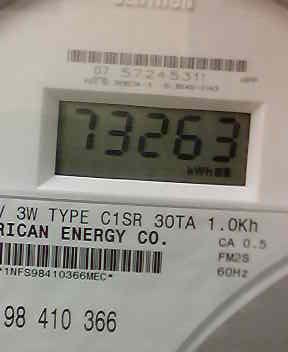 07 57245311
73263
kWh
V 3W TYPE C1SR 30TA 1.0Kh
RICAN ENERGY CO.
CA 0.5
FM2S
60Hz
*1NFS98410366MEC*
98 410 366